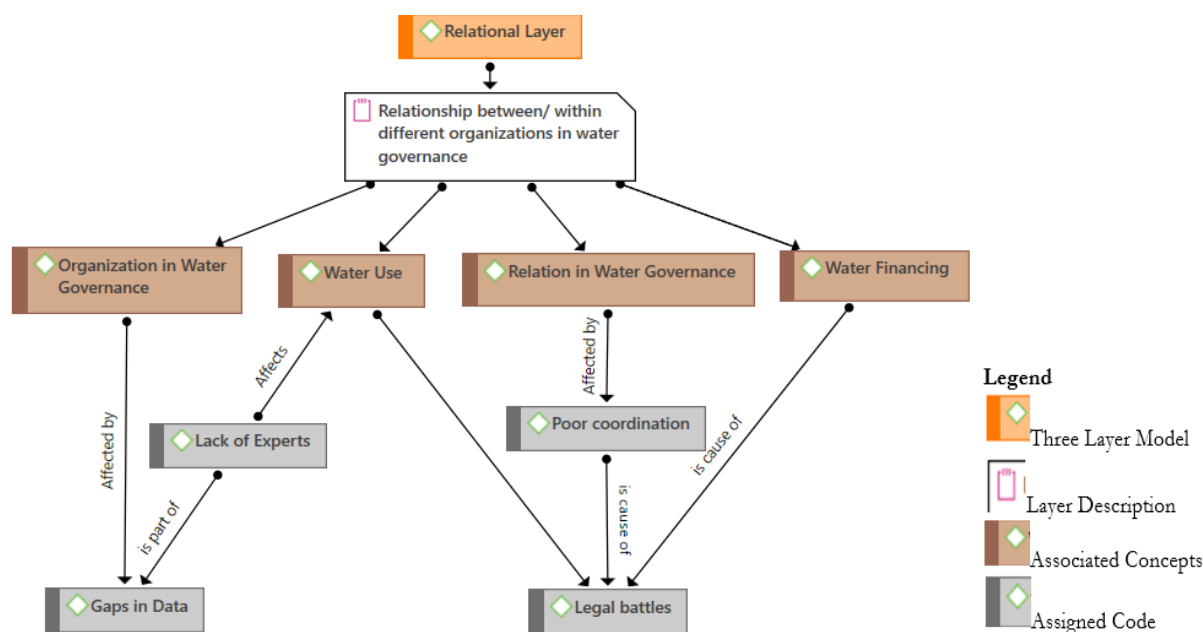 Relational Layer
Relationship between/ within
different organizations in water
governance
Organization in Water
Governance
Water Use
Relation in Water Governance
Water Financing
Affects
Affected by
Affected by
Lack of Experts
Poor coordination
is cause of
is part of
is cause of
Gaps in Data
Legal battles
Legend
Three Layer Model
Layer Description
Associated Concepts
Assigned Code